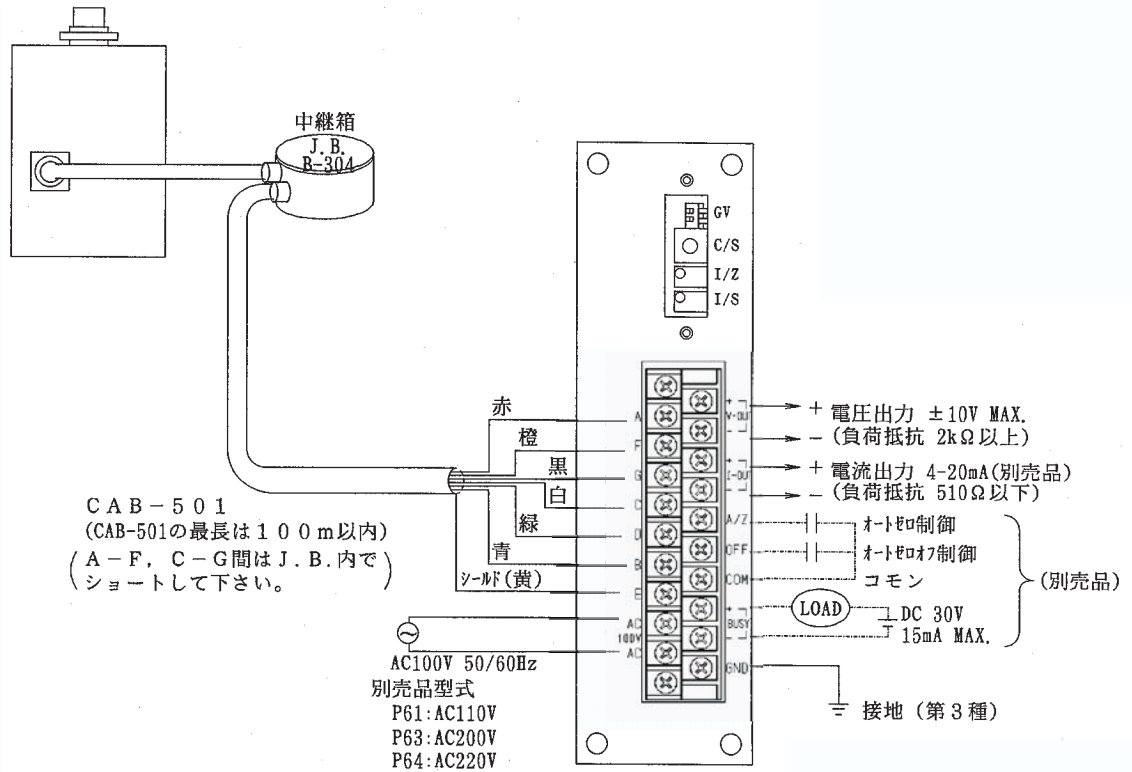 中継箱
J.B.
B-304
GV
C/S
I/Z
I/S
赤
橙
黒
白
緑
青
シールド(黄)
A
F
G
C
D
B
E
AC
100V
AC
+
V-OUT
-
+
I-OUT
-
A/Z
OFF
COM
+
BUSY
-
GND
+ 電圧出力 ±10V MAX.
- (負荷抵抗 2kΩ以上)
+ 電流出力 4-20mA(別売品)
- (負荷抵抗 510Ω以下)
オートゼロ制御
オートゼロオフ制御
コモン
(別売品)
LOAD
DC 30V
15mA MAX.
接地 (第3種)
CAB-501
(CAB-501の最長は100m以内)
(A-F, C-G間はJ.B.内で
ショートして下さい。)
AC100V 50/60Hz
別売品型式
P61:AC110V
P63:AC200V
P64:AC220V